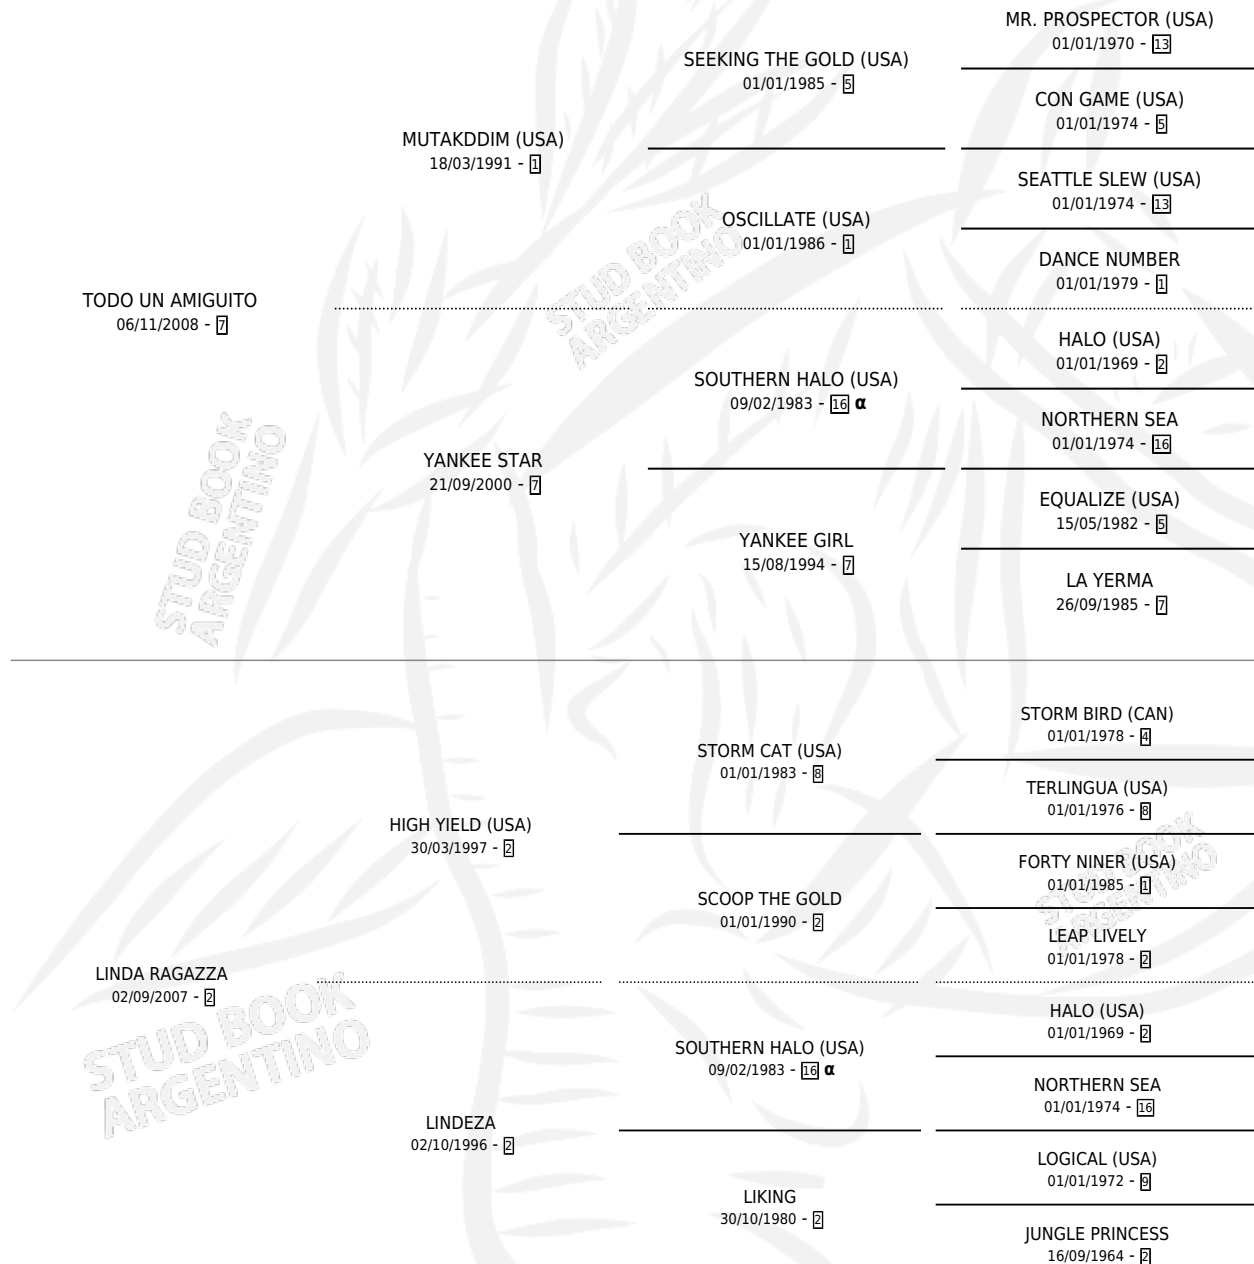 TODO UN AMIGUITO
06/11/2008 - 7
MUTAKDDIM (USA)
18/03/1991 - 1
SEEKING THE GOLD (USA)
01/01/1985 - 5
MR. PROSPECTOR (USA)
01/01/1970 - 13
CON GAME (USA)
01/01/1974 - 5
OSCILLATE (USA)
01/01/1986 - 1
SEATTLE SLEW (USA)
01/01/1974 - 13
DANCE NUMBER
01/01/1979 - 1
YANKEE STAR
21/09/2000 - 7
SOUTHERN HALO (USA)
09/02/1983 - 16 α
HALO (USA)
01/01/1969 - 2
NORTHERN SEA
01/01/1974 - 16
YANKEE GIRL
15/08/1994 - 7
EQUALIZE (USA)
15/05/1982 - 5
LA YERMA
26/09/1985 - 7
LINDA RAGAZZA
02/09/2007 - 2
HIGH YIELD (USA)
30/03/1997 - 2
STORM CAT (USA)
01/01/1983 - 8
STORM BIRD (CAN)
01/01/1978 - 4
TERLINGUA (USA)
01/01/1976 - 8
SCOOP THE GOLD
01/01/1990 - 2
FORTY NINER (USA)
01/01/1985 - 1
LEAP LIVELY
01/01/1978 - 2
LINDEZA
02/10/1996 - 2
SOUTHERN HALO (USA)
09/02/1983 - 16 α
HALO (USA)
01/01/1969 - 2
NORTHERN SEA
01/01/1974 - 16
LIKING
30/10/1980 - 2
LOGICAL (USA)
01/01/1972 - 9
JUNGLE PRINCESS
16/09/1964 - 2
STUD BOOK
ARGENTINO
STUD BOOK
ARGENTINO
STUD BOOK
ARGENTINO
STUD BOOK
ARGENTINO